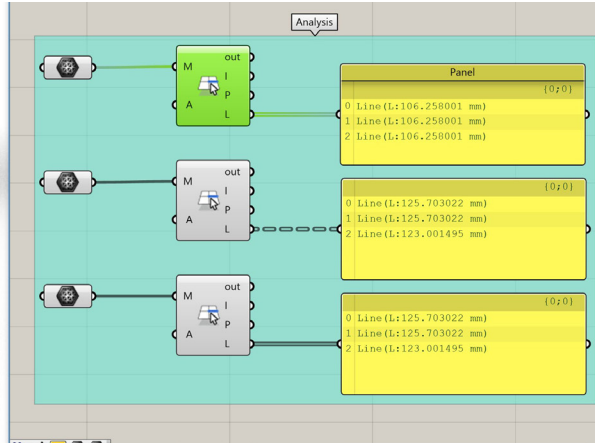 Analysis
out
M
I
P
A
L
Panel
{0;0}
0 Line(L:106.258001 mm)
1 Line(L:106.258001 mm)
2 Line(L:106.258001 mm)
out
M
I
P
A
L
{0;0}
0 Line(L:125.703022 mm)
1 Line(L:125.703022 mm)
2 Line(L:123.001495 mm)
out
M
I
P
A
L
{0;0}
0 Line(L:125.703022 mm)
1 Line(L:125.703022 mm)
2 Line(L:123.001495 mm)